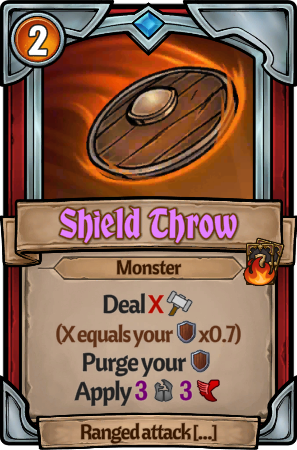 2
Shield Throw
Monster
Deal X
(X equals your x0.7)
Purge your
Apply 3 3
Ranged attack [...]